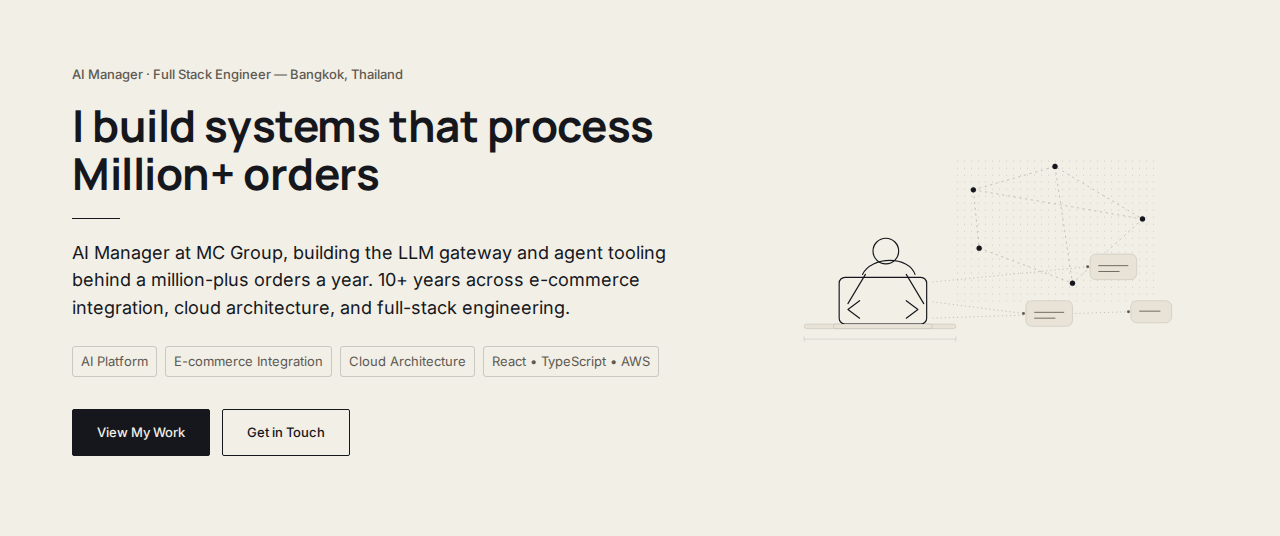 AI Manager · Full Stack Engineer — Bangkok, Thailand
I build systems that process
Million+ orders
AI Manager at MC Group, building the LLM gateway and agent tooling
behind a million-plus orders a year. 10+ years across e-commerce
integration, cloud architecture, and full-stack engineering.
AI Platform
E-commerce Integration
Cloud Architecture
React • TypeScript • AWS
View My Work
Get in Touch